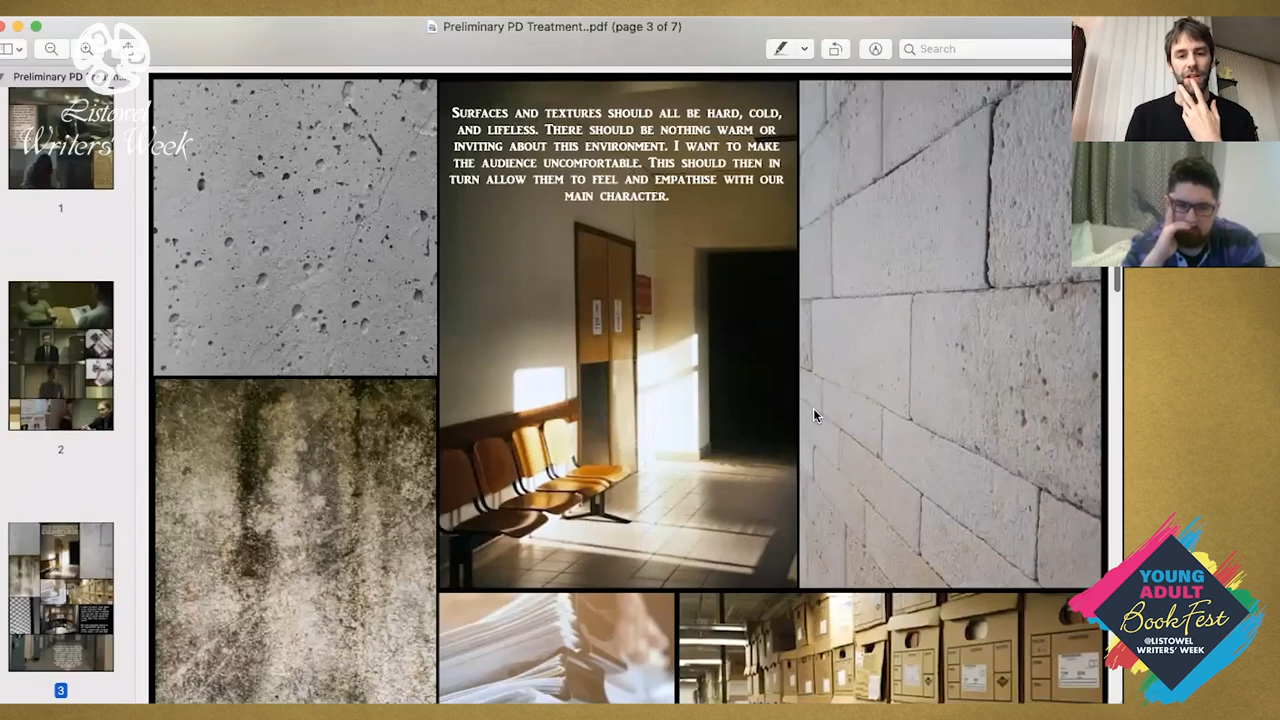 Preliminary PD Treatment..pdf (page 3 of 7)
Search
Listowel
Writers' Week
1
2
3
SURFACES AND TEXTURES SHOULD ALL BE HARD, COLD,
AND LIFELESS. THERE SHOULD BE NOTHING WARM OR
INVITING ABOUT THIS ENVIRONMENT. I WANT TO MAKE
THE AUDIENCE UNCOMFORTABLE. THIS SHOULD THEN IN
TURN ALLOW THEM TO FEEL AND EMPATHISE WITH OUR
MAIN CHARACTER.
YOUNG
ADULT
BookFest
@LISTOWEL
WRITERS' WEEK